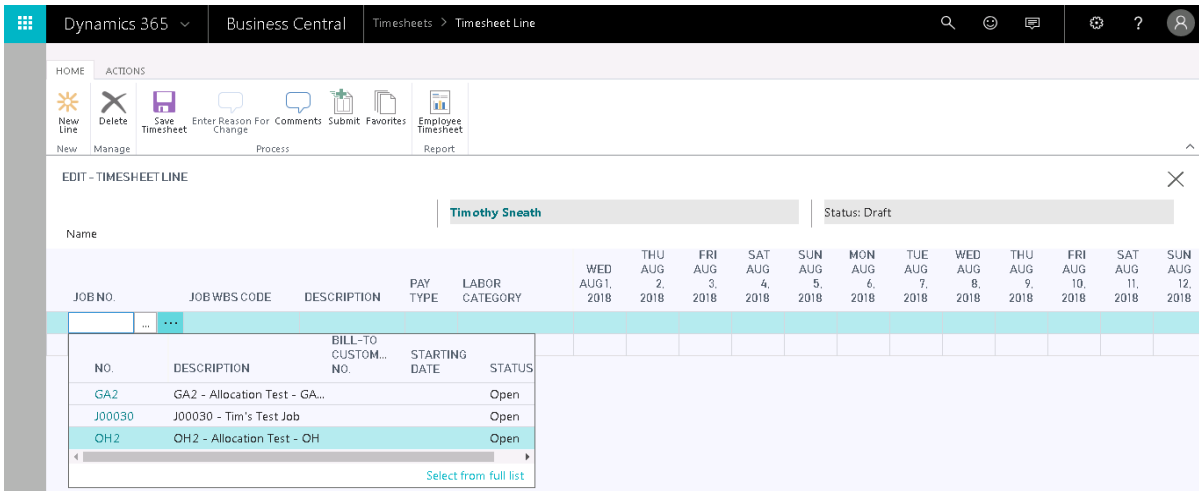 Dynamics 365 Business Central Timesheets > Timesheet Line ?
HOME ACTIONS
New Line Delete Save Timesheet Enter Reason For Change Comments Submit Favorites Employee Timesheet
New Manage Process Report
EDIT - TIMESHEET LINE
Timothy Sneath Status: Draft
Name
JOB NO. JOB WBS CODE DESCRIPTION PAY TYPE LABOR CATEGORY WED AUG 1, 2018 THU AUG 2, 2018 FRI AUG 3, 2018 SAT AUG 4, 2018 SUN AUG 5, 2018 MON AUG 6, 2018 TUE AUG 7, 2018 WED AUG 8, 2018 THU AUG 9, 2018 FRI AUG 10, 2018 SAT AUG 11, 2018 SUN AUG 12, 2018
... ...
NO. DESCRIPTION BILL-TO CUSTOM... NO. STARTING DATE STATUS
GA2 GA2 - Allocation Test - GA... Open
J00030 J00030 - Tim's Test Job Open
OH2 OH2 - Allocation Test - OH Open
Select from full list